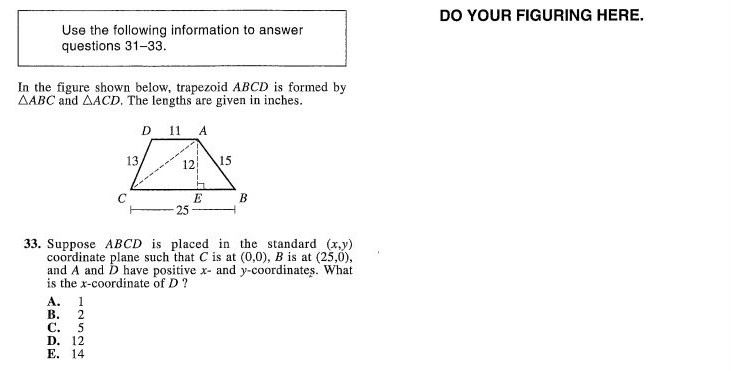 DO YOUR FIGURING HERE.
Use the following information to answer
questions 31–33.
In the figure shown below, trapezoid ABCD is formed by
△ABC and △ACD. The lengths are given in inches.
D 11 A
13 12 15
C E B
25
33. Suppose ABCD is placed in the standard (x,y)
coordinate plane such that C is at (0,0), B is at (25,0),
and A and D have positive x- and y-coordinates. What
is the x-coordinate of D ?
A. 1
B. 2
C. 5
D. 12
E. 14